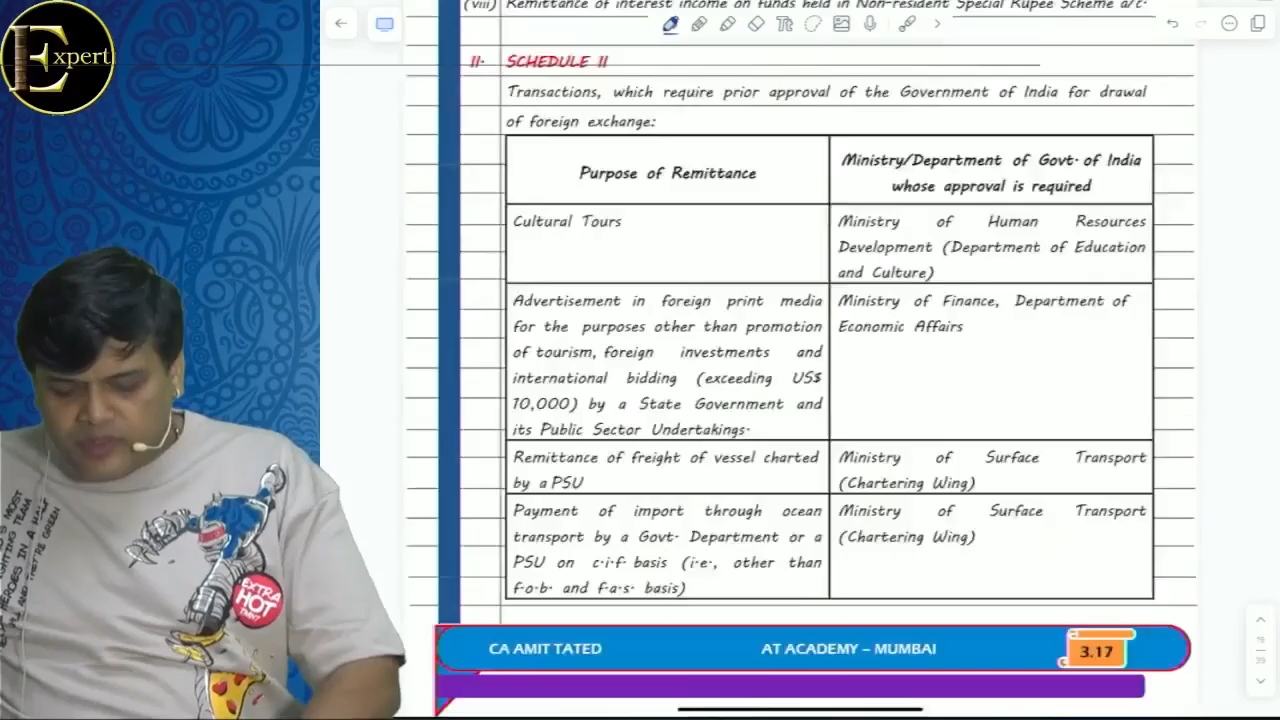 Expert
(viii) Remittance of interest income on funds held in Non-resident Special Rupee Scheme a/c.
II. SCHEDULE II
Transactions, which require prior approval of the Government of India for drawal
of foreign exchange:
Purpose of Remittance
Ministry/Department of Govt. of India
whose approval is required
Cultural Tours
Ministry of Human Resources
Development (Department of Education
and Culture)
Advertisement in foreign print media
for the purposes other than promotion
of tourism, foreign investments and
international bidding (exceeding US$
10,000) by a State Government and
its Public Sector Undertakings.
Ministry of Finance, Department of
Economic Affairs
Remittance of freight of vessel charted
by a PSU
Ministry of Surface Transport
(Chartering Wing)
Payment of import through ocean
transport by a Govt. Department or a
PSU on c.i.f. basis (i.e., other than
f.o.b. and f.a.s. basis)
Ministry of Surface Transport
(Chartering Wing)
CA AMIT TATED
AT ACADEMY – MUMBAI
3.17
EXTRA
HOT